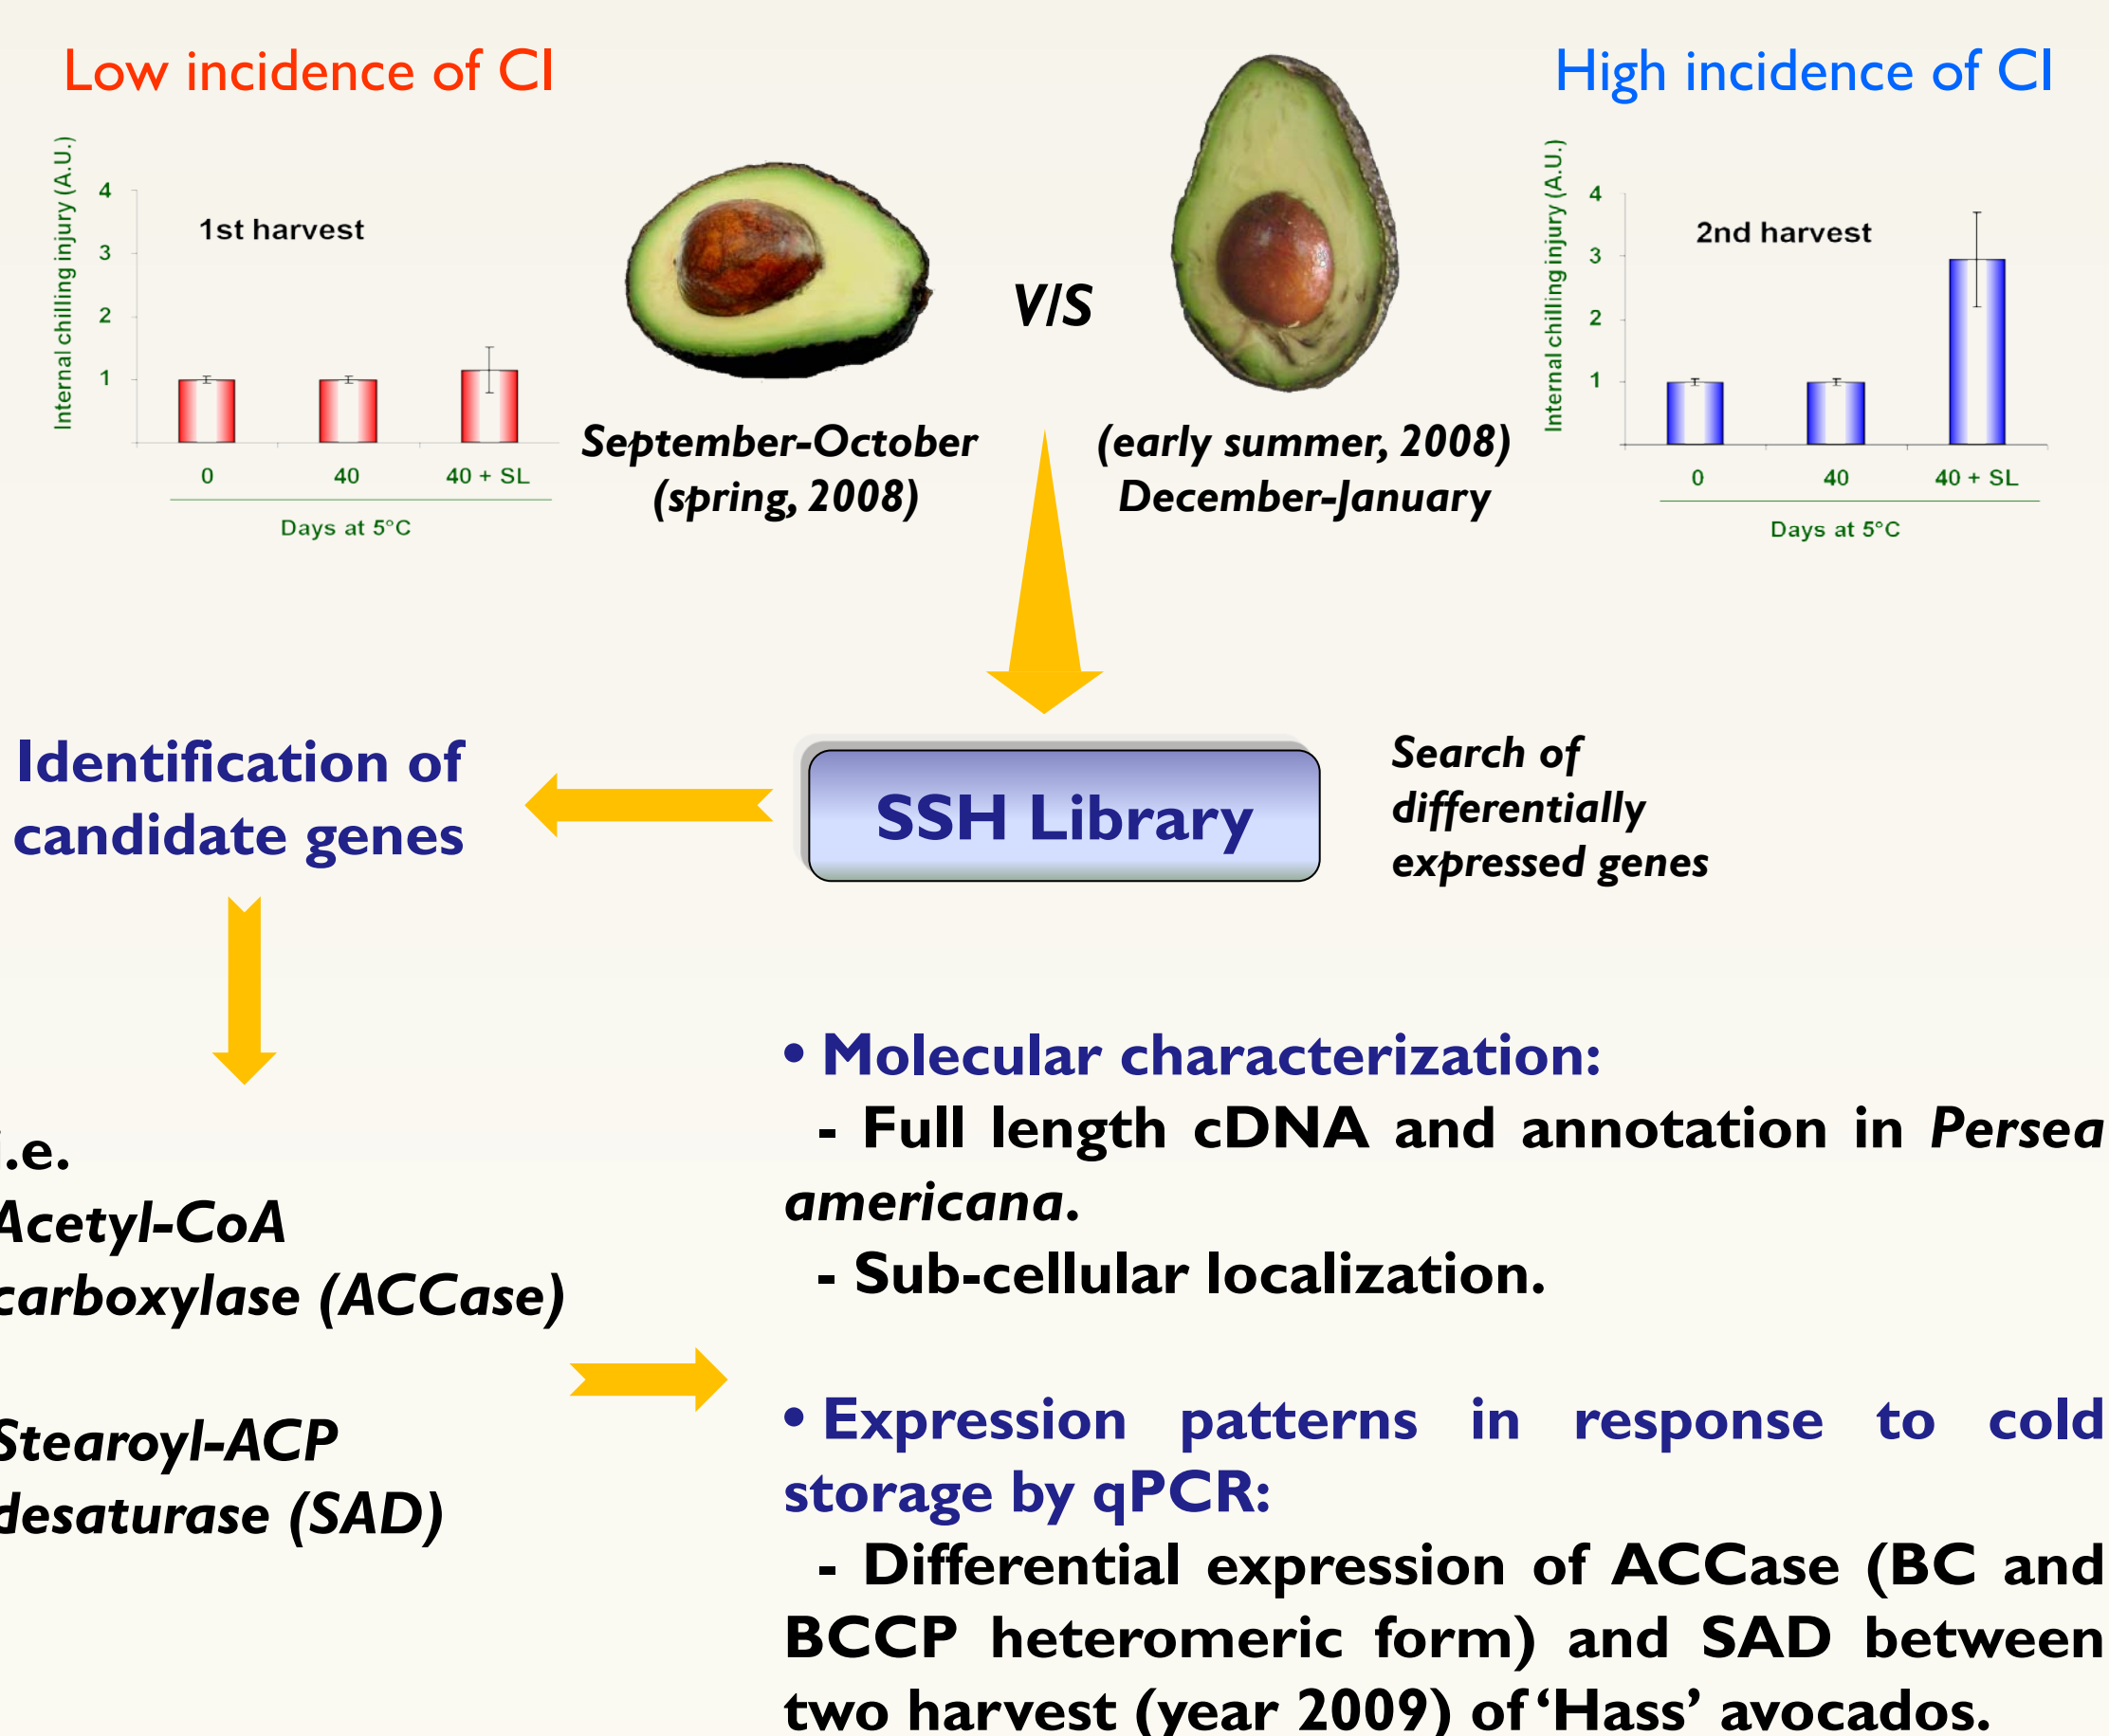 Low incidence of CI
High incidence of CI
Internal chilling injury (A.U.)
4
3
2
1
1st harvest
0 40 40 + SL
Days at 5°C
September-October
(spring, 2008)
V/S
(early summer, 2008)
December-January
Internal chilling injury (A.U.)
4
3
2
1
2nd harvest
0 40 40 + SL
Days at 5°C
Identification of
candidate genes
SSH Library
Search of
differentially
expressed genes
i.e.
Acetyl-CoA
carboxylase (ACCase)
Stearoyl-ACP
desaturase (SAD)
• Molecular characterization:
- Full length cDNA and annotation in Persea
americana.
- Sub-cellular localization.
• Expression patterns in response to cold
storage by qPCR:
- Differential expression of ACCase (BC and
BCCP heteromeric form) and SAD between
two harvest (year 2009) of ‘Hass’ avocados.